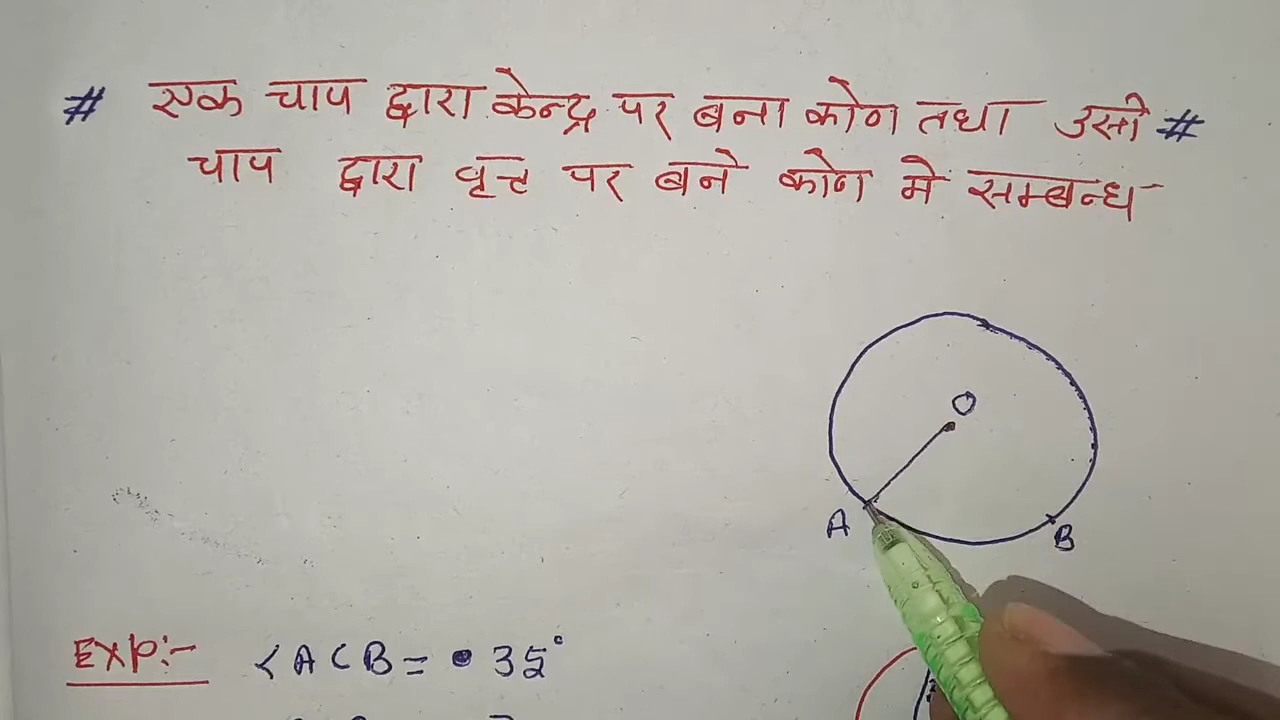 # एक चाप द्वारा केन्द्र पर बना कोण तथा उसी #
चाप द्वारा वृत्त पर बने कोण मे सम्बन्ध
O
A
B
Exp:- <ACB = 35°